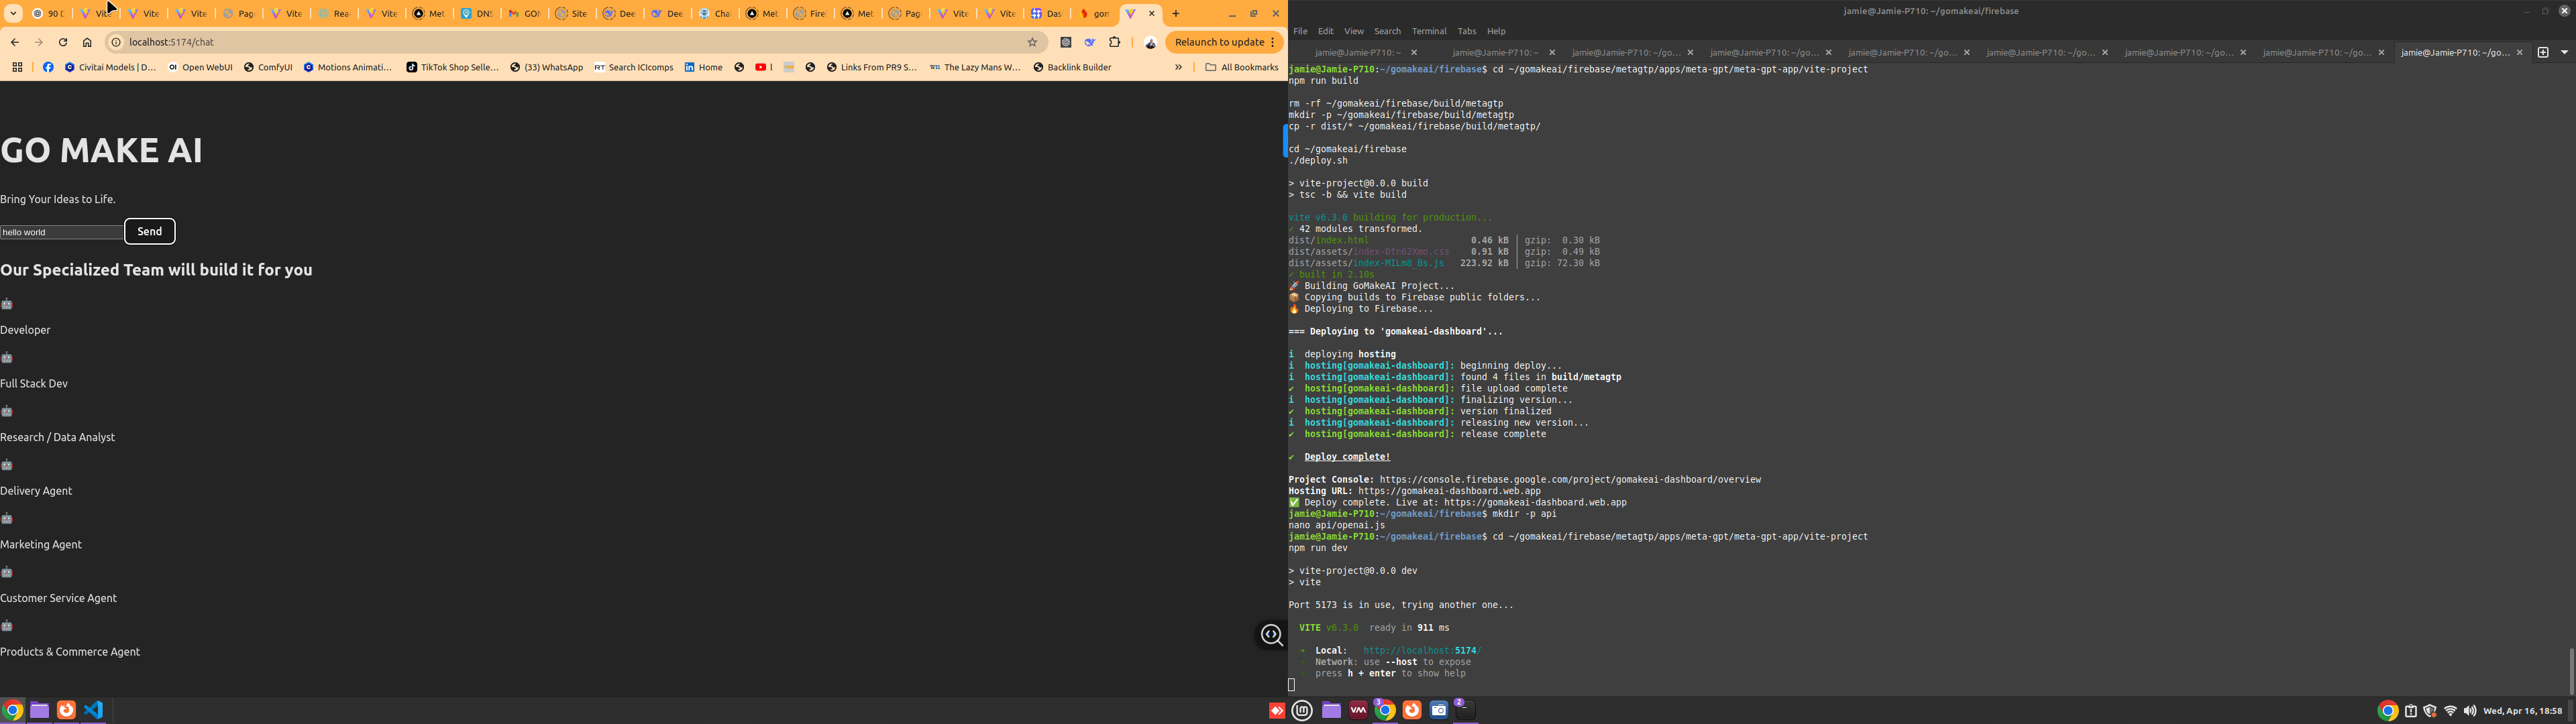 90 D
Vite
Vite
Vite
Pag
Vite
Rea
Vite
Met
DNS
GOM
Site
Dee
Dee
Cha
Met
Fire
Met
Pag
Vite
Vite
Das
gon
localhost:5174/chat
Relaunch to update
Civitai Models | D…
Open WebUI
ComfyUI
Motions Animati…
TikTok Shop Selle…
(33) WhatsApp
RT Search ICIcomps
Home
Links From PR9 S…
The Lazy Mans W…
Backlink Builder
All Bookmarks
GO MAKE AI
Bring Your Ideas to Life.
hello world
Send
Our Specialized Team will build it for you
Developer
Full Stack Dev
Research / Data Analyst
Delivery Agent
Marketing Agent
Customer Service Agent
Products & Commerce Agent
jamie@Jamie-P710: ~/gomakeai/firebase
File Edit View Search Terminal Tabs Help
jamie@Jamie-P710: ~
jamie@Jamie-P710: ~
jamie@Jamie-P710: ~/go…
jamie@Jamie-P710: ~/go…
jamie@Jamie-P710: ~/go…
jamie@Jamie-P710: ~/go…
jamie@Jamie-P710: ~/go…
jamie@Jamie-P710: ~/go…
jamie@Jamie-P710: ~/go…
jamie@Jamie-P710:~/gomakeai/firebase$ cd ~/gomakeai/firebase/metagtp/apps/meta-gpt/meta-gpt-app/vite-project
npm run build
rm -rf ~/gomakeai/firebase/build/metagtp
mkdir -p ~/gomakeai/firebase/build/metagtp
cp -r dist/* ~/gomakeai/firebase/build/metagtp/
cd ~/gomakeai/firebase
./deploy.sh
> vite-project@0.0.0 build
> tsc -b && vite build
vite v6.3.0 building for production...
✓ 42 modules transformed.
dist/index.html 0.46 kB │ gzip: 0.30 kB
dist/assets/index-Dtn62Xmo.css 0.91 kB │ gzip: 0.49 kB
dist/assets/index-MILm8_Bs.js 223.92 kB │ gzip: 72.30 kB
✓ built in 2.10s
🚀 Building GoMakeAI Project...
📦 Copying builds to Firebase public folders...
🔥 Deploying to Firebase...
=== Deploying to 'gomakeai-dashboard'...
i deploying hosting
i hosting[gomakeai-dashboard]: beginning deploy...
i hosting[gomakeai-dashboard]: found 4 files in build/metagtp
✔ hosting[gomakeai-dashboard]: file upload complete
i hosting[gomakeai-dashboard]: finalizing version...
✔ hosting[gomakeai-dashboard]: version finalized
i hosting[gomakeai-dashboard]: releasing new version...
✔ hosting[gomakeai-dashboard]: release complete
✔ Deploy complete!
Project Console: https://console.firebase.google.com/project/gomakeai-dashboard/overview
Hosting URL: https://gomakeai-dashboard.web.app
✅ Deploy complete. Live at: https://gomakeai-dashboard.web.app
jamie@Jamie-P710:~/gomakeai/firebase$ mkdir -p api
nano api/openai.js
jamie@Jamie-P710:~/gomakeai/firebase$ cd ~/gomakeai/firebase/metagtp/apps/meta-gpt/meta-gpt-app/vite-project
npm run dev
> vite-project@0.0.0 dev
> vite
Port 5173 is in use, trying another one...
VITE v6.3.0 ready in 911 ms
➜ Local: http://localhost:5174/
➜ Network: use --host to expose
➜ press h + enter to show help
3
2
Wed, Apr 16, 18:58